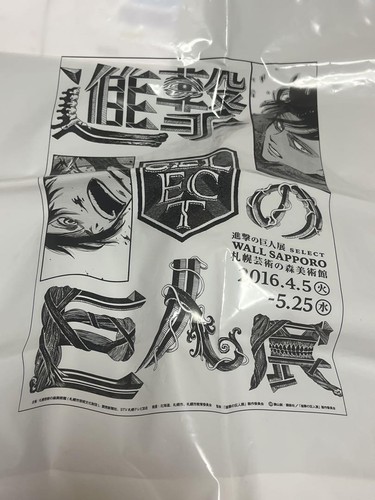 進撃
SELECT
の
進撃の巨人展 SELECT
WALL SAPPORO
札幌芸術の森美術館
2016.4.5(火)
-5.25(水)
巨人展